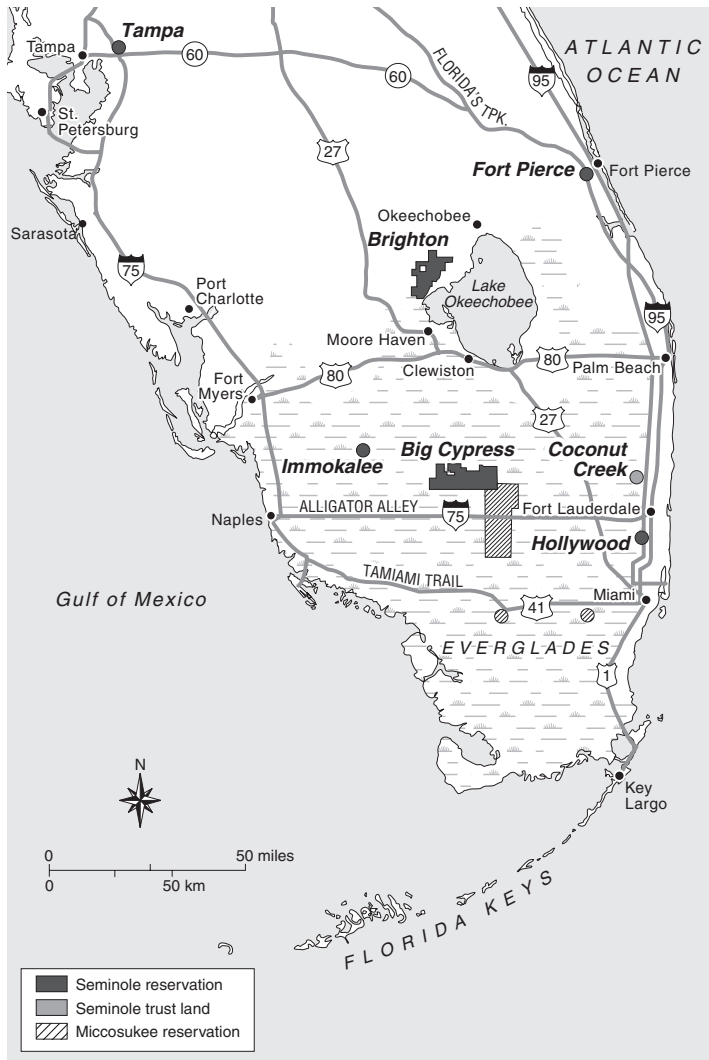 Tampa
Tampa
60
60
FLORIDA'S TPK.
95
ATLANTIC
OCEAN
St.
Petersburg
27
Fort Pierce
Fort Pierce
Okeechobee
Brighton
Sarasota
75
Lake
Okeechobee
Port
Charlotte
95
Moore Haven
Clewiston
80
80
Palm Beach
Fort
Myers
27
Immokalee
Big Cypress
Coconut
Creek
ALLIGATOR ALLEY
75
Fort Lauderdale
Naples
Hollywood
TAMIAMI TRAIL
Miami
41
Gulf of Mexico
EVERGLADES
1
N
Key
Largo
0
50 miles
0
50 km
FLORIDA KEYS
Seminole reservation
Seminole trust land
Miccosukee reservation